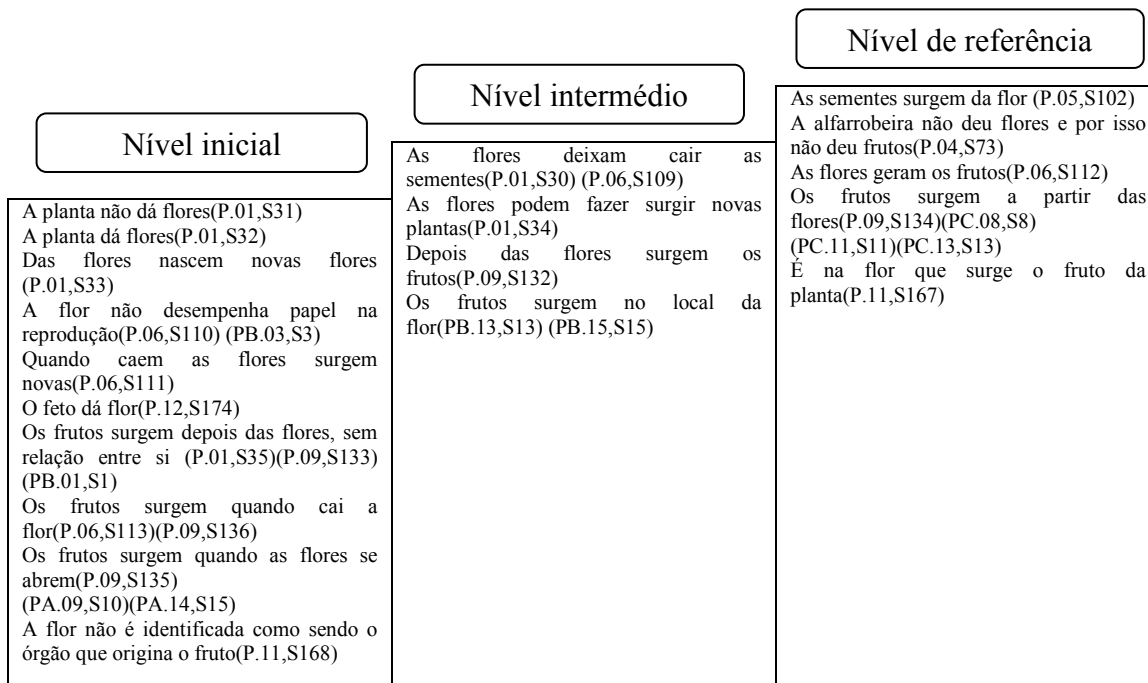 Nível inicial
A planta não dá flores(P.01,S31)
A planta dá flores(P.01,S32)
Das flores nascem novas flores
(P.01,S33)
A flor não desempenha papel na
reprodução(P.06,S110) (PB.03,S3)
Quando caem as flores surgem
novas(P.06,S111)
O feto dá flor(P.12,S174)
Os frutos surgem depois das flores, sem
relação entre si (P.01,S35)(P.09,S133)
(PB.01,S1)
Os frutos surgem quando cai a
flor(P.06,S113)(P.09,S136)
Os frutos surgem quando as flores se
abrem(P.09,S135)
(PA.09,S10)(PA.14,S15)
A flor não é identificada como sendo o
órgão que origina o fruto(P.11,S168)
Nível intermédio
As flores deixam cair as
sementes(P.01,S30) (P.06,S109)
As flores podem fazer surgir novas
plantas(P.01,S34)
Depois das flores surgem os
frutos(P.09,S132)
Os frutos surgem no local da
flor(PB.13,S13) (PB.15,S15)
Nível de referência
As sementes surgem da flor (P.05,S102)
A alfarrobeira não deu flores e por isso
não deu frutos(P.04,S73)
As flores geram os frutos(P.06,S112)
Os frutos surgem a partir das
flores(P.09,S134)(PC.08,S8)
(PC.11,S11)(PC.13,S13)
É na flor que surge o fruto da
planta(P.11,S167)